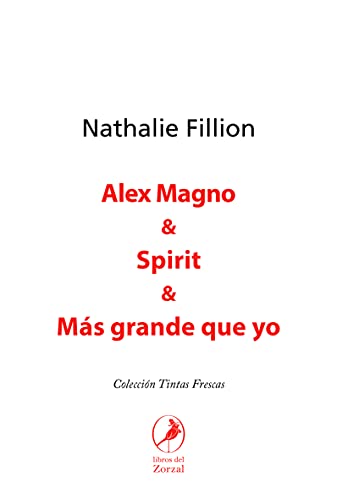 Nathalie Fillion
Alex Magno
&
Spirit
&
Más grande que yo
Colección Tintas Frescas
libros del
Zorzal